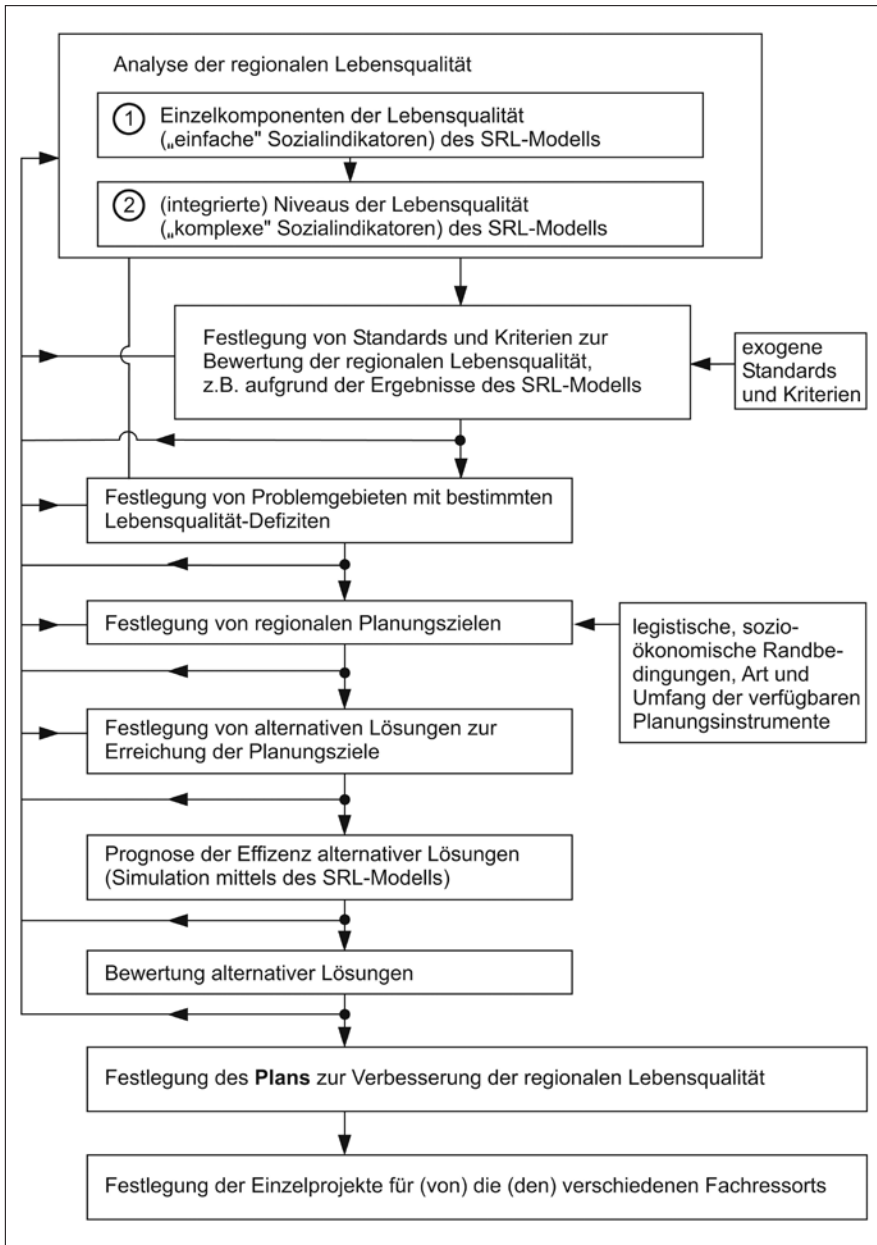 Analyse der regionalen Lebensqualität
1 Einzelkomponenten der Lebensqualität
(„einfache" Sozialindikatoren) des SRL-Modells
2 (integrierte) Niveaus der Lebensqualität
(„komplexe" Sozialindikatoren) des SRL-Modells
Festlegung von Standards und Kriterien zur
Bewertung der regionalen Lebensqualität,
z.B. aufgrund der Ergebnisse des SRL-Modells
exogene
Standards
und Kriterien
Festlegung von Problemgebieten mit bestimmten
Lebensqualität-Defiziten
Festlegung von regionalen Planungszielen
legistische, sozio-
ökonomische Randbe-
dingungen, Art und
Umfang der verfügbaren
Planungsinstrumente
Festlegung von alternativen Lösungen zur
Erreichung der Planungsziele
Prognose der Effizenz alternativer Lösungen
(Simulation mittels des SRL-Modells)
Bewertung alternativer Lösungen
Festlegung des Plans zur Verbesserung der regionalen Lebensqualität
Festlegung der Einzelprojekte für (von) die (den) verschiedenen Fachressorts